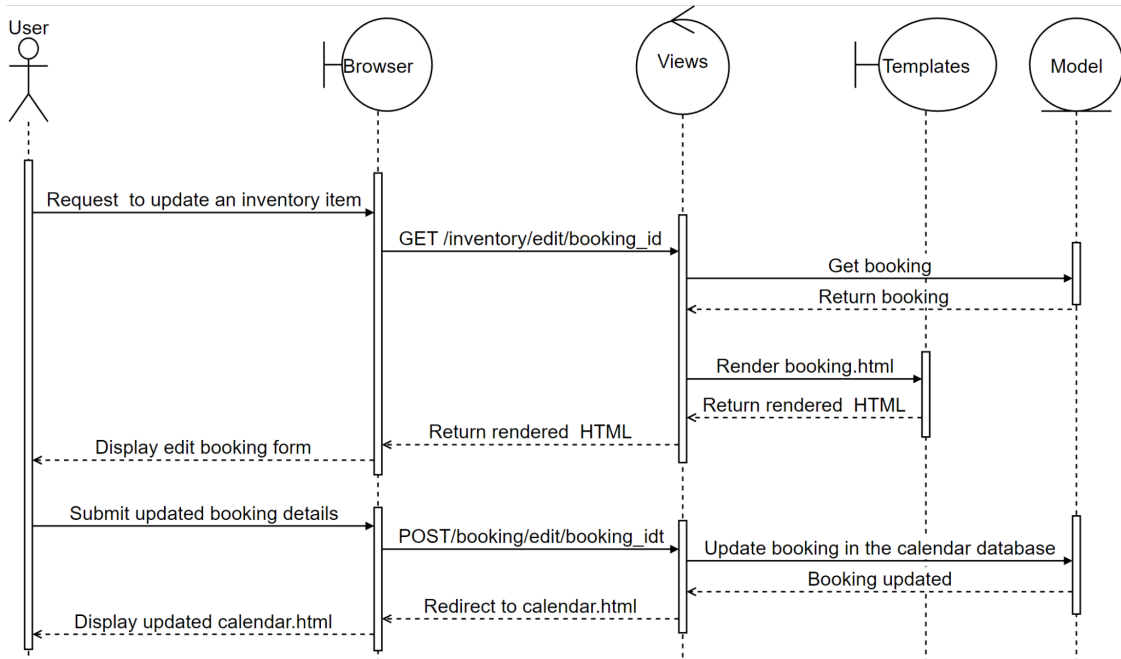 User
Browser
Views
Templates
Model
Request  to update an inventory item
GET /inventory/edit/booking_id
Get booking
Return booking
Render booking.html
Return rendered  HTML
Return rendered  HTML
Display edit booking form
Submit updated booking details
POST/booking/edit/booking_idt
Update booking in the calendar database
Booking updated
Redirect to calendar.html
Display updated calendar.html